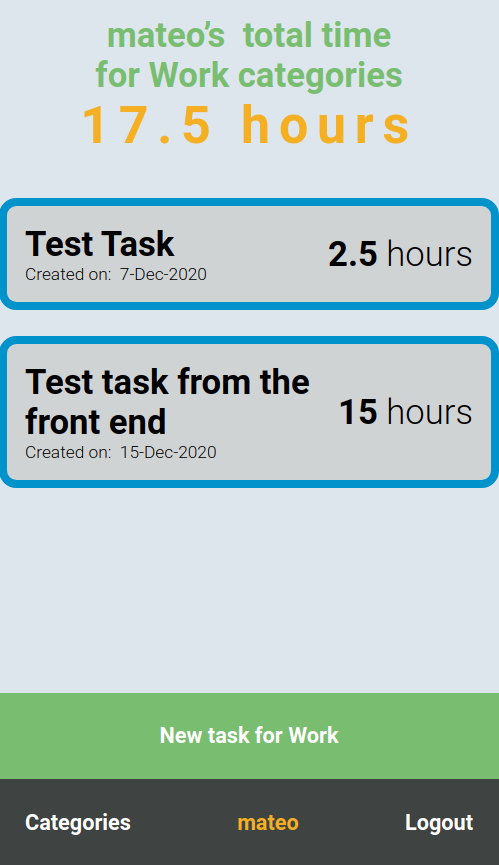 mateo’s  total time
for Work categories
17.5 hours
Test Task
Created on:  7-Dec-2020
2.5 hours
Test task from the
front end
Created on:  15-Dec-2020
15 hours
New task for Work
Categories mateo Logout